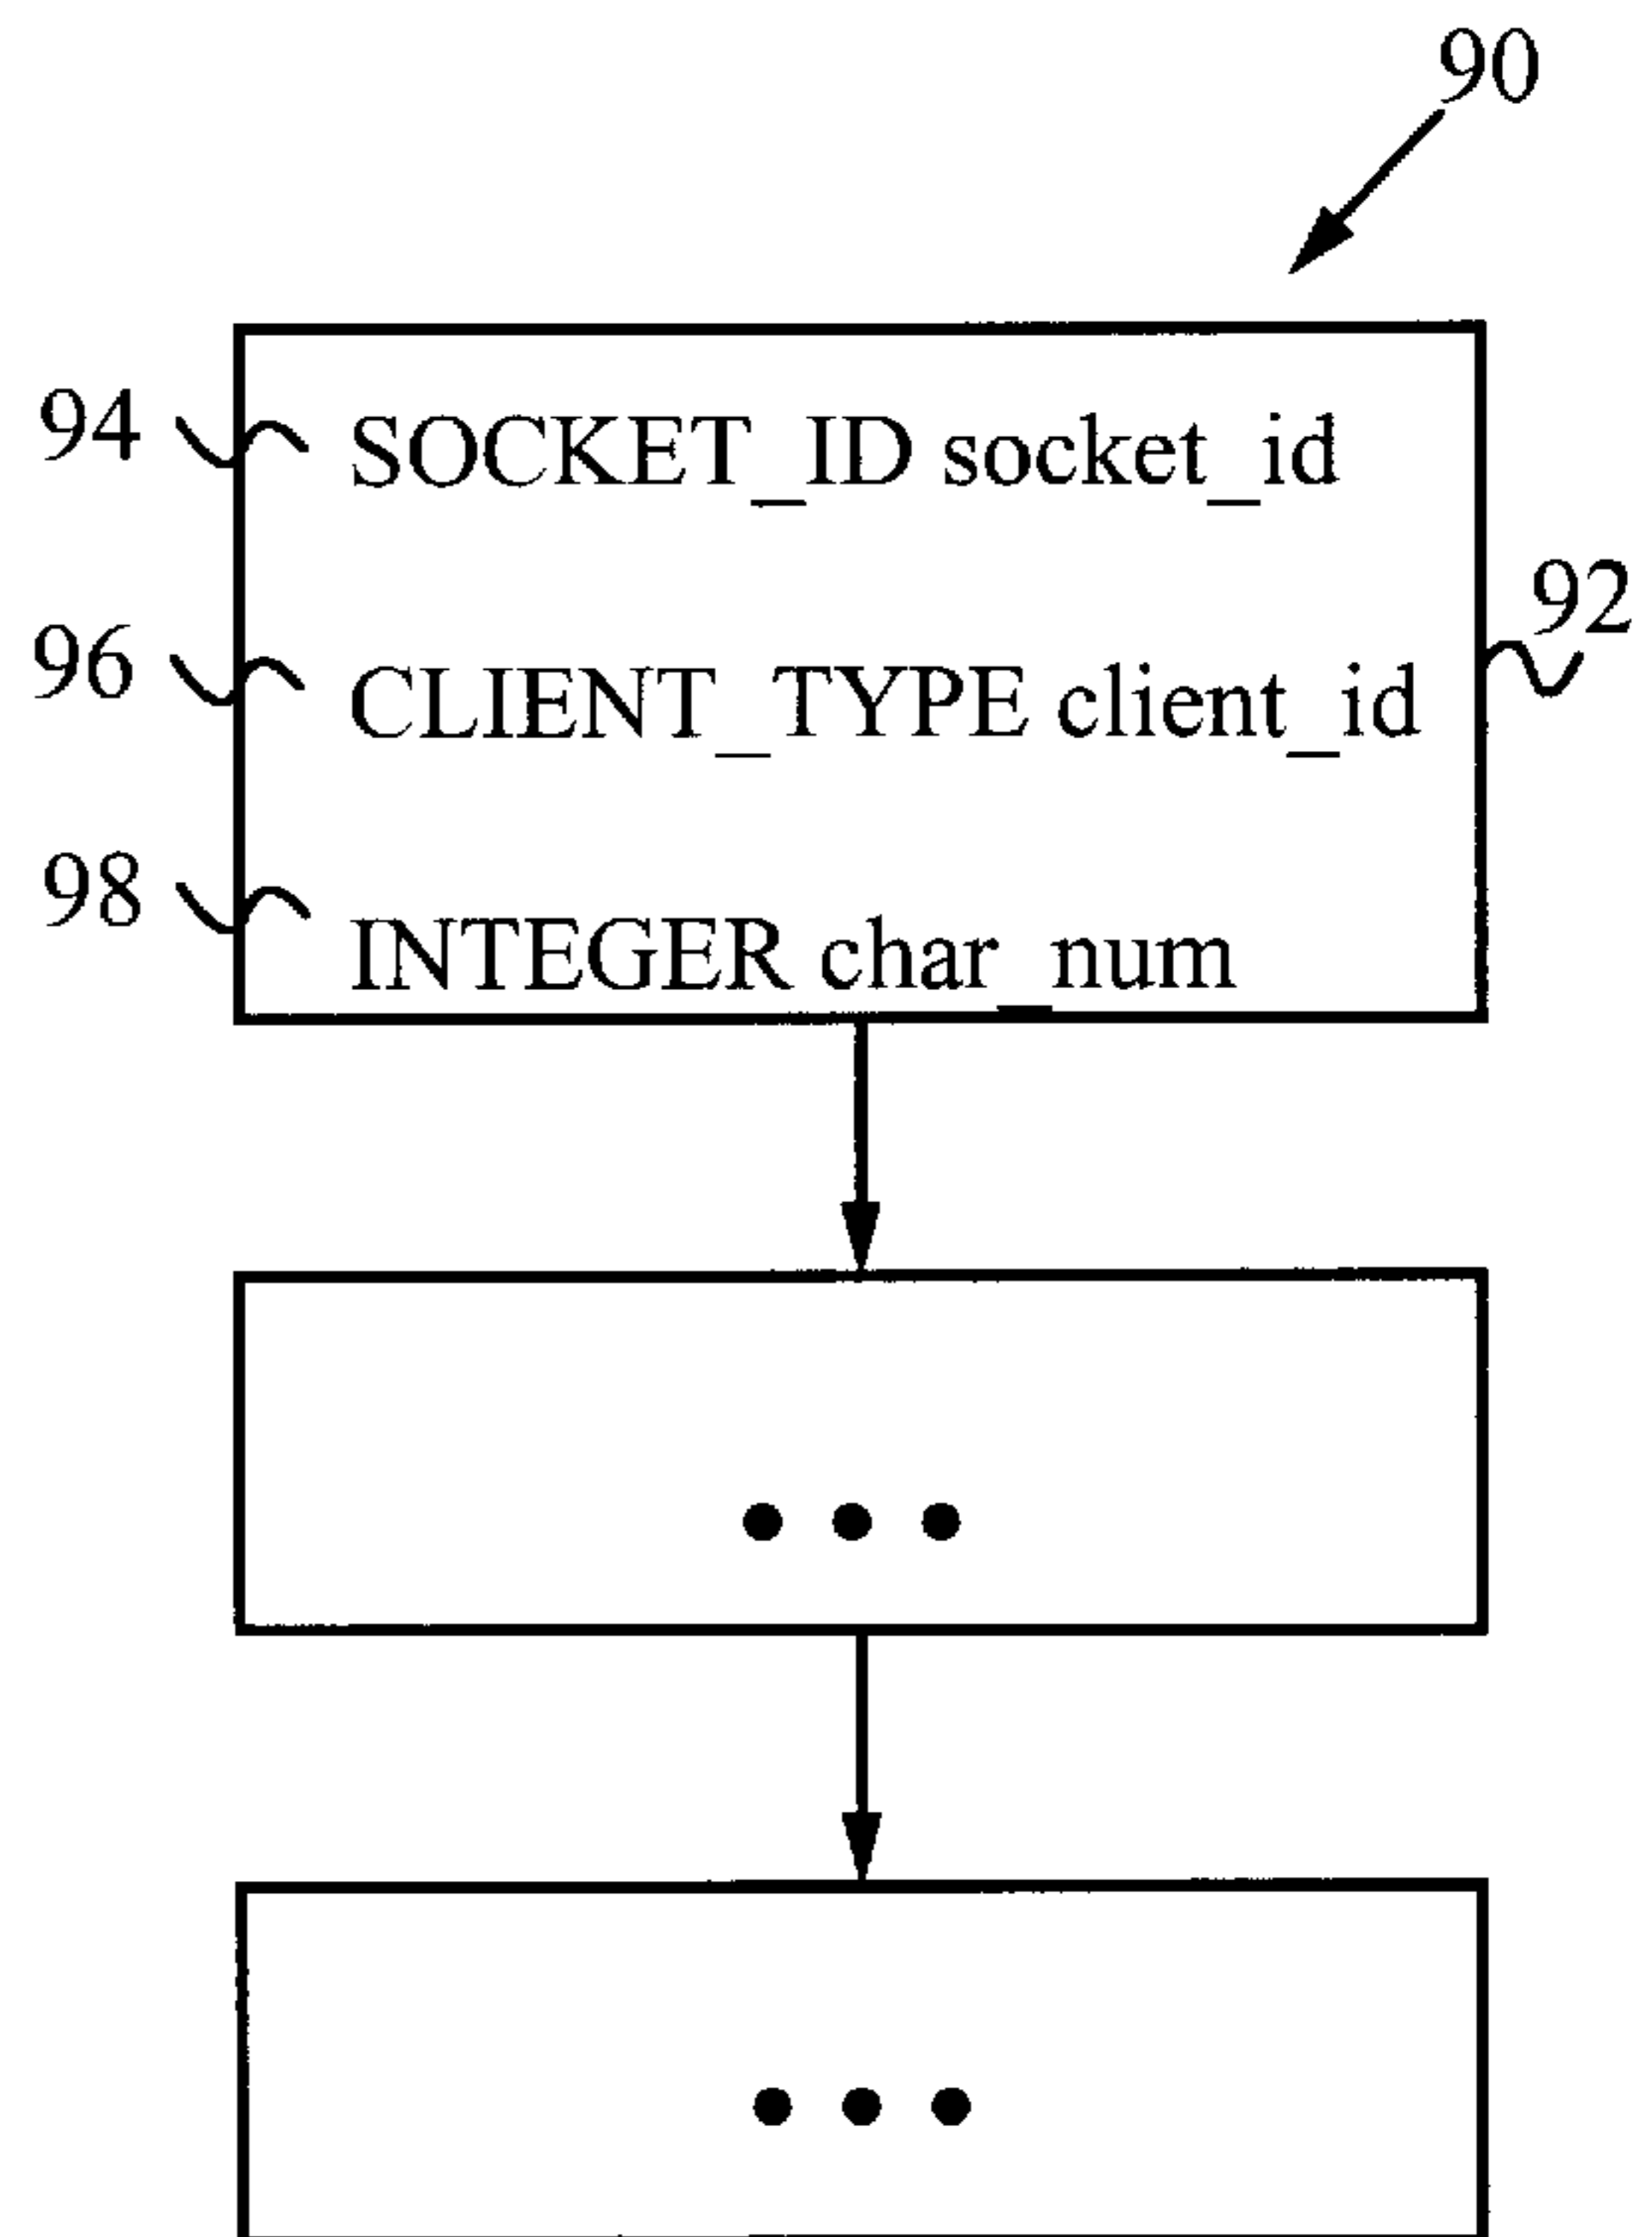 90
94 SOCKET_ID socket_id
92
96 CLIENT_TYPE client_id
98 INTEGER char_num